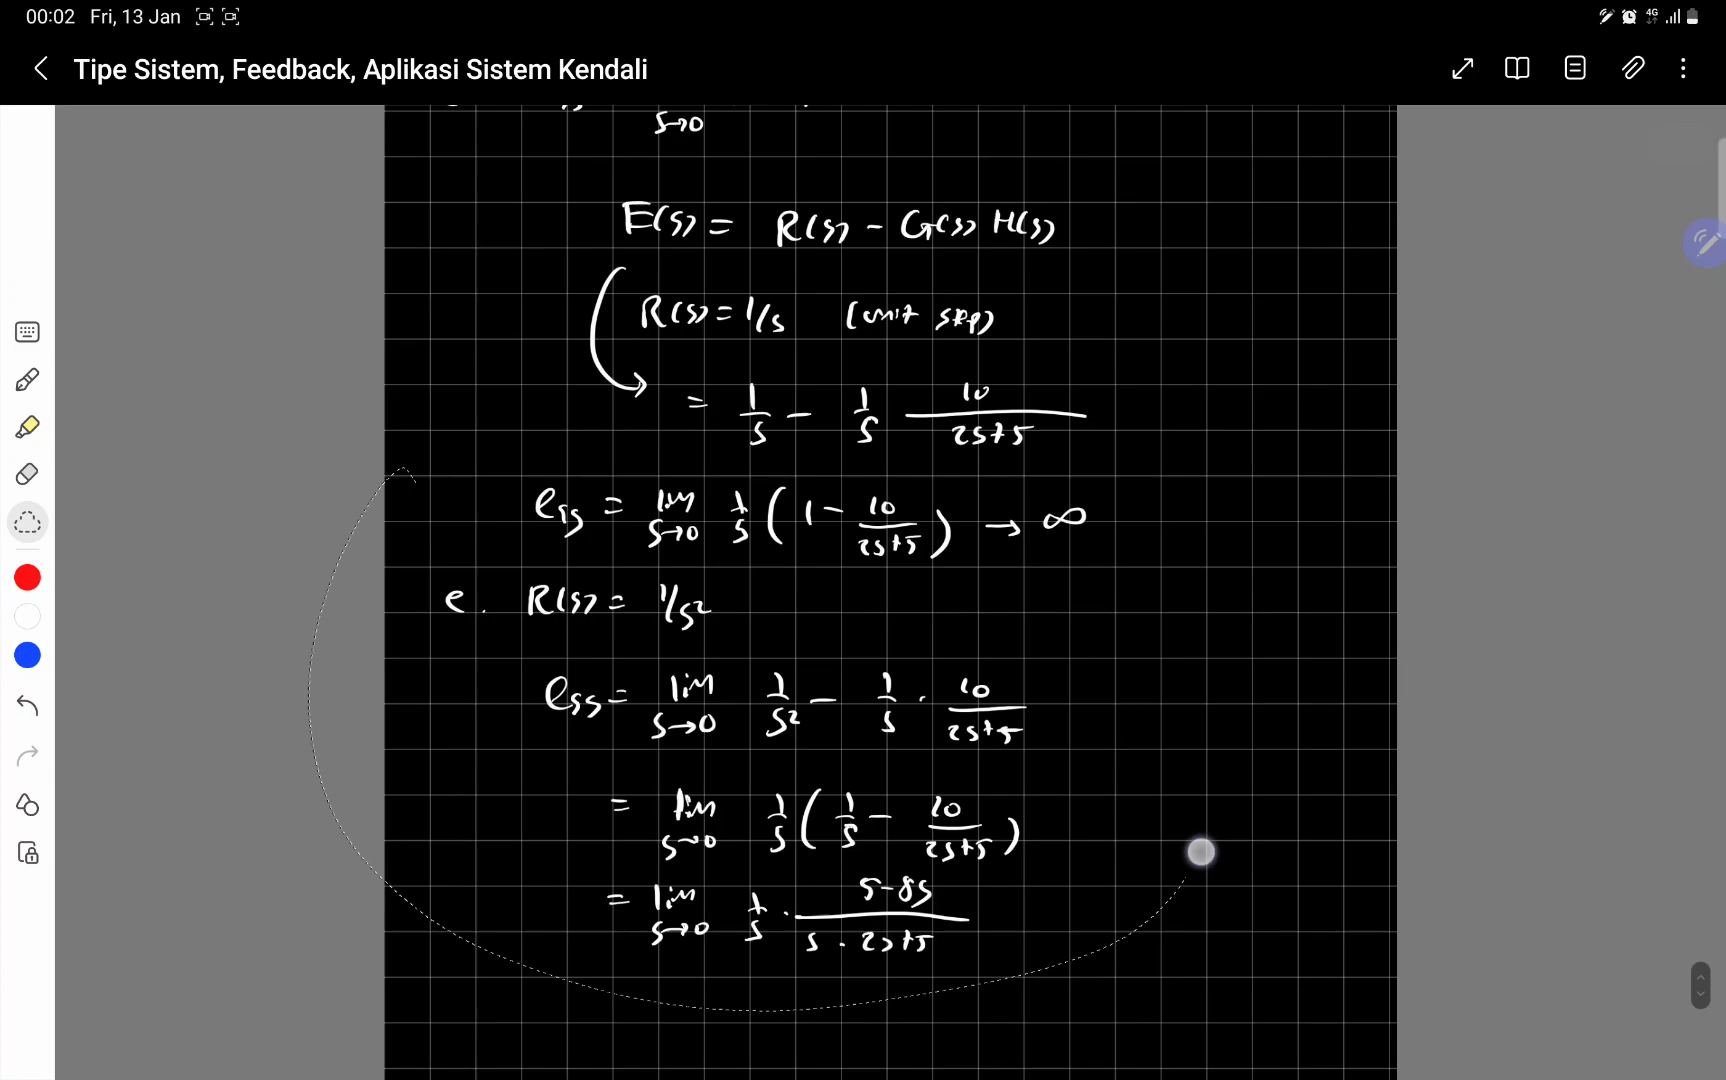 00:02 Fri, 13 Jan
4G
Tipe Sistem, Feedback, Aplikasi Sistem Kendali
s→0
E(s) = R(s) - G(s) H(s)
R(s) = 1/s (unit step)
= 1/s - 1/s 10/(2s+5)
ess = lim s→0 1/s (1 - 10/(2s+5)) → ∞
e. R(s) = 1/s²
ess = lim s→0 1/s² - 1/s · 10/(2s+5)
= lim s→0 1/s (1/s - 10/(2s+5))
= lim s→0 1/s · (5-8s)/(s · 2s+5)